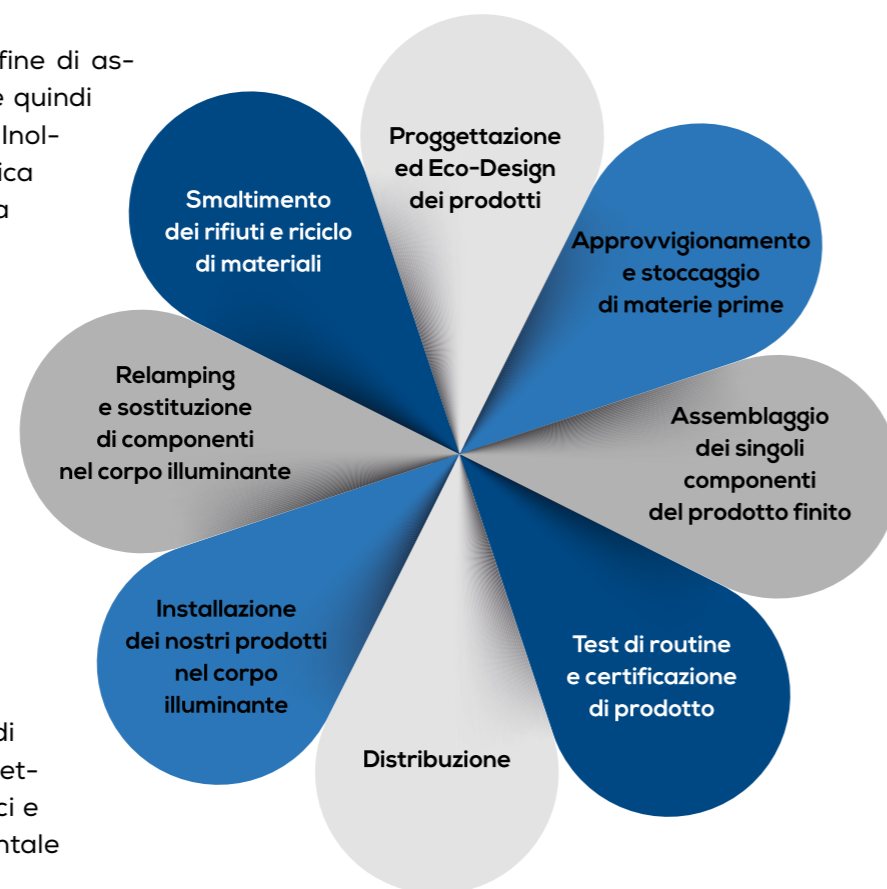 fine di as-
e quindi
Inol-
ica
a
Proggettazione
ed Eco-Design
dei prodotti
Approvvigionamento
e stoccaggio
di materie prime
Assemblaggio
dei singoli
componenti
del prodotto finito
Test di routine
e certificazione
di prodotto
Distribuzione
Installazione
dei nostri prodotti
nel corpo
illuminante
Relamping
e sostituzione
di componenti
nel corpo illuminante
Smaltimento
dei rifiuti e riciclo
di materiali
di
et-
ci e
ntale